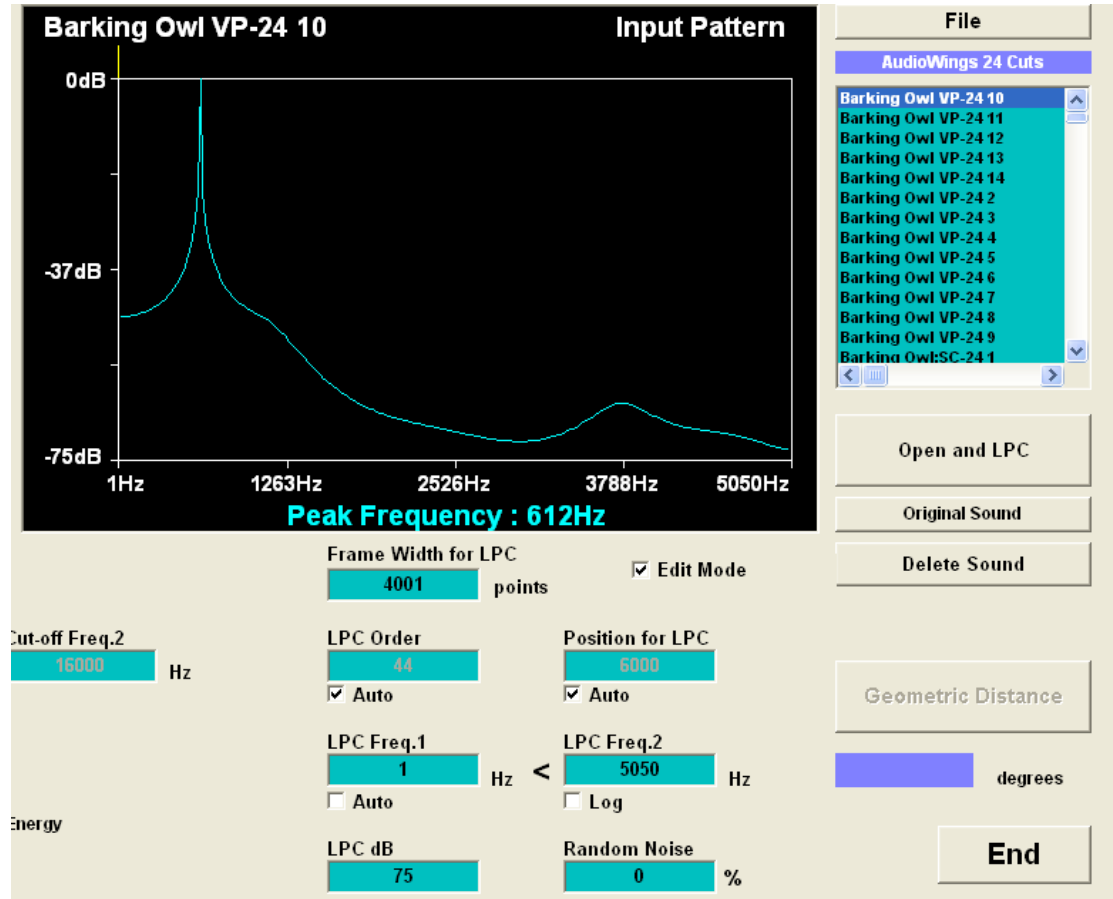 Barking Owl VP-24 10
Input Pattern
0dB
-37dB
-75dB
1Hz 1263Hz 2526Hz 3788Hz 5050Hz
Peak Frequency : 612Hz
File
AudioWings 24 Cuts
Barking Owl VP-24 10
Barking Owl VP-24 11
Barking Owl VP-24 12
Barking Owl VP-24 13
Barking Owl VP-24 14
Barking Owl VP-24 2
Barking Owl VP-24 3
Barking Owl VP-24 4
Barking Owl VP-24 5
Barking Owl VP-24 6
Barking Owl VP-24 7
Barking Owl VP-24 8
Barking Owl VP-24 9
Barking Owl:SC-24 1
Open and LPC
Original Sound
Delete Sound
Frame Width for LPC
4001 points
Edit Mode
Cut-off Freq.2
16000 Hz
LPC Order
44
Auto
Position for LPC
6000
Auto
Geometric Distance
LPC Freq.1
1 Hz
Auto
<
LPC Freq.2
5050 Hz
Log
degrees
Energy
LPC dB
75
Random Noise
0 %
End